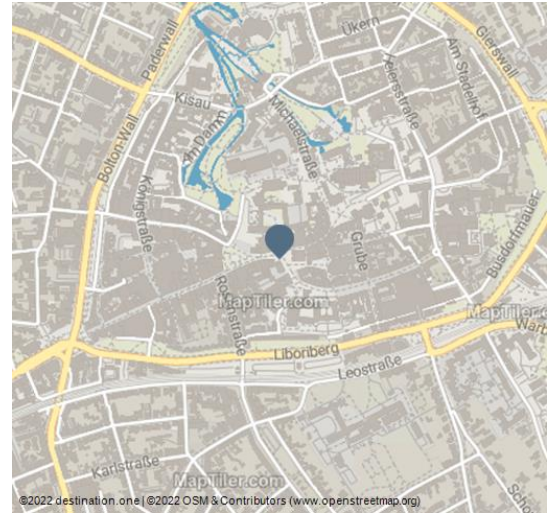 Ükern
Gierswall
Paderwall
Am Stadelhof
Heiersstraße
Kisau
Michaelstraße
Bolton-Wall
Königstraße
Grube
Busdorfmauer
MapTiler.com
MapTiler.com
Liboriberg
Leostraße
Karlstraße
MapTiler.com
©2022 destination.one | ©2022 OSM & Contributors (www.openstreetmap.org)